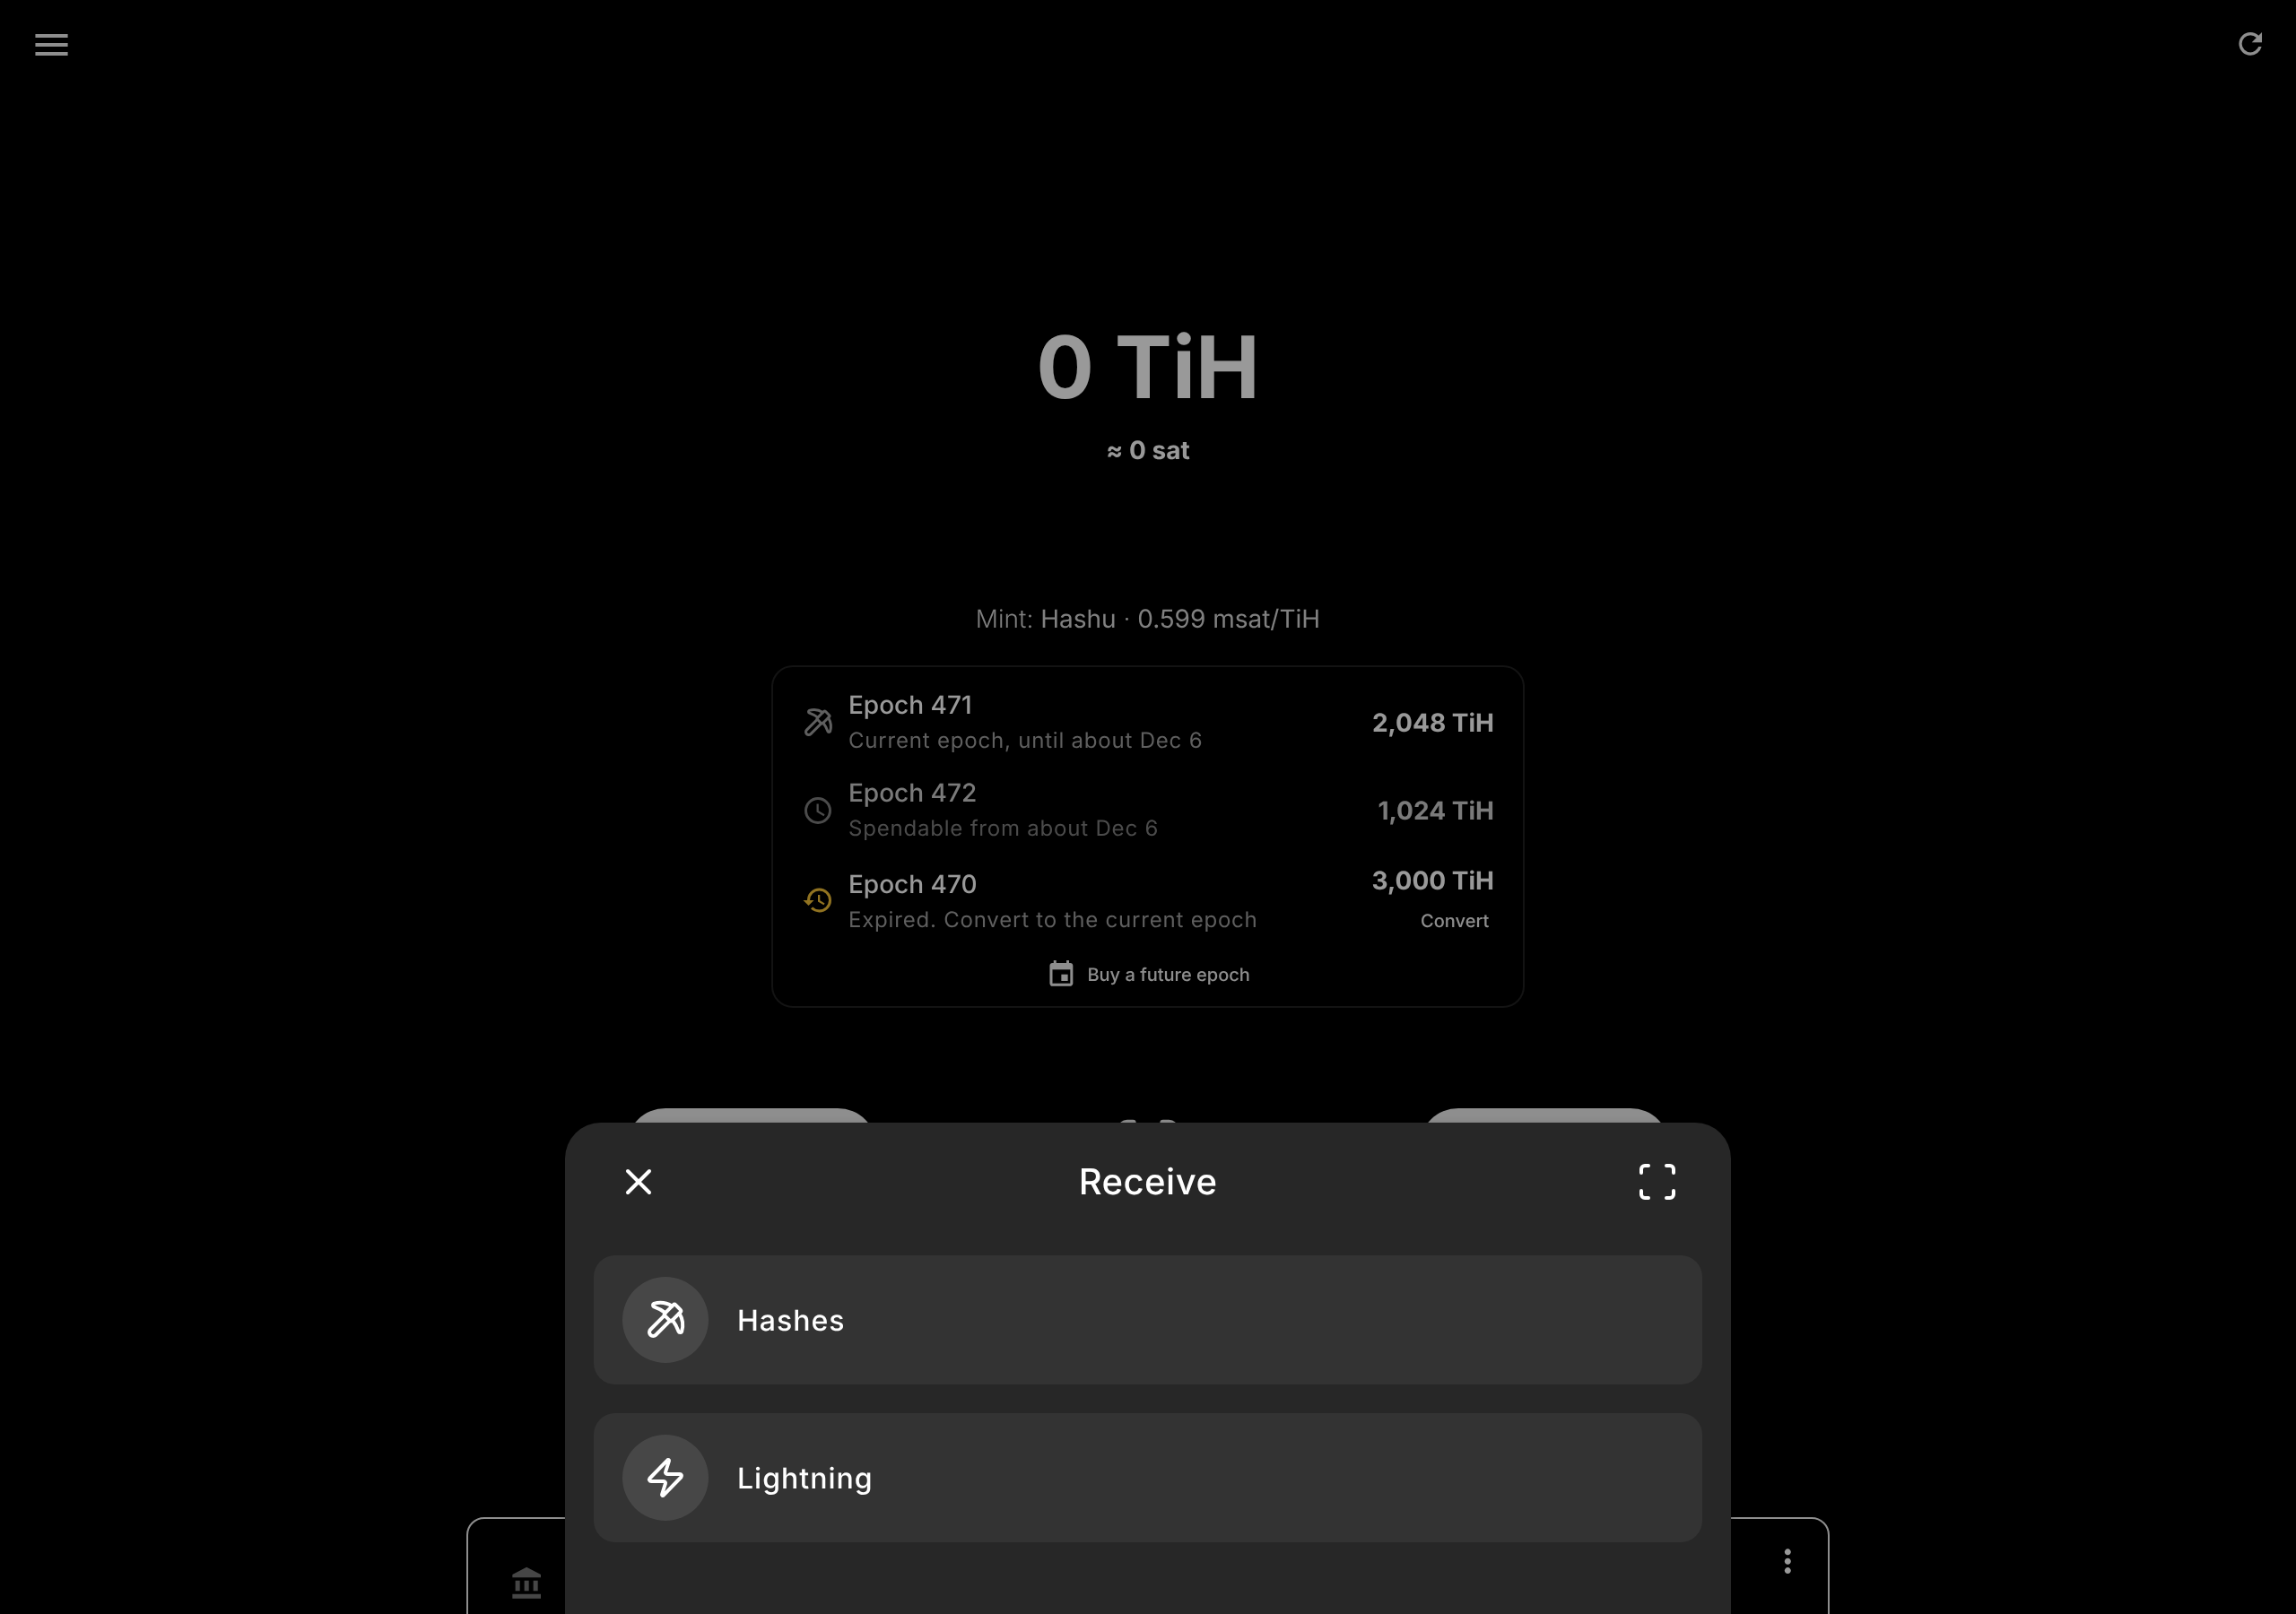 0 TiH
≈ 0 sat
Mint: Hashu · 0.599 msat/TiH
Epoch 471
Current epoch, until about Dec 6
2,048 TiH
Epoch 472
Spendable from about Dec 6
1,024 TiH
Epoch 470
Expired. Convert to the current epoch
3,000 TiH
Convert
Buy a future epoch
Receive
Hashes
Lightning